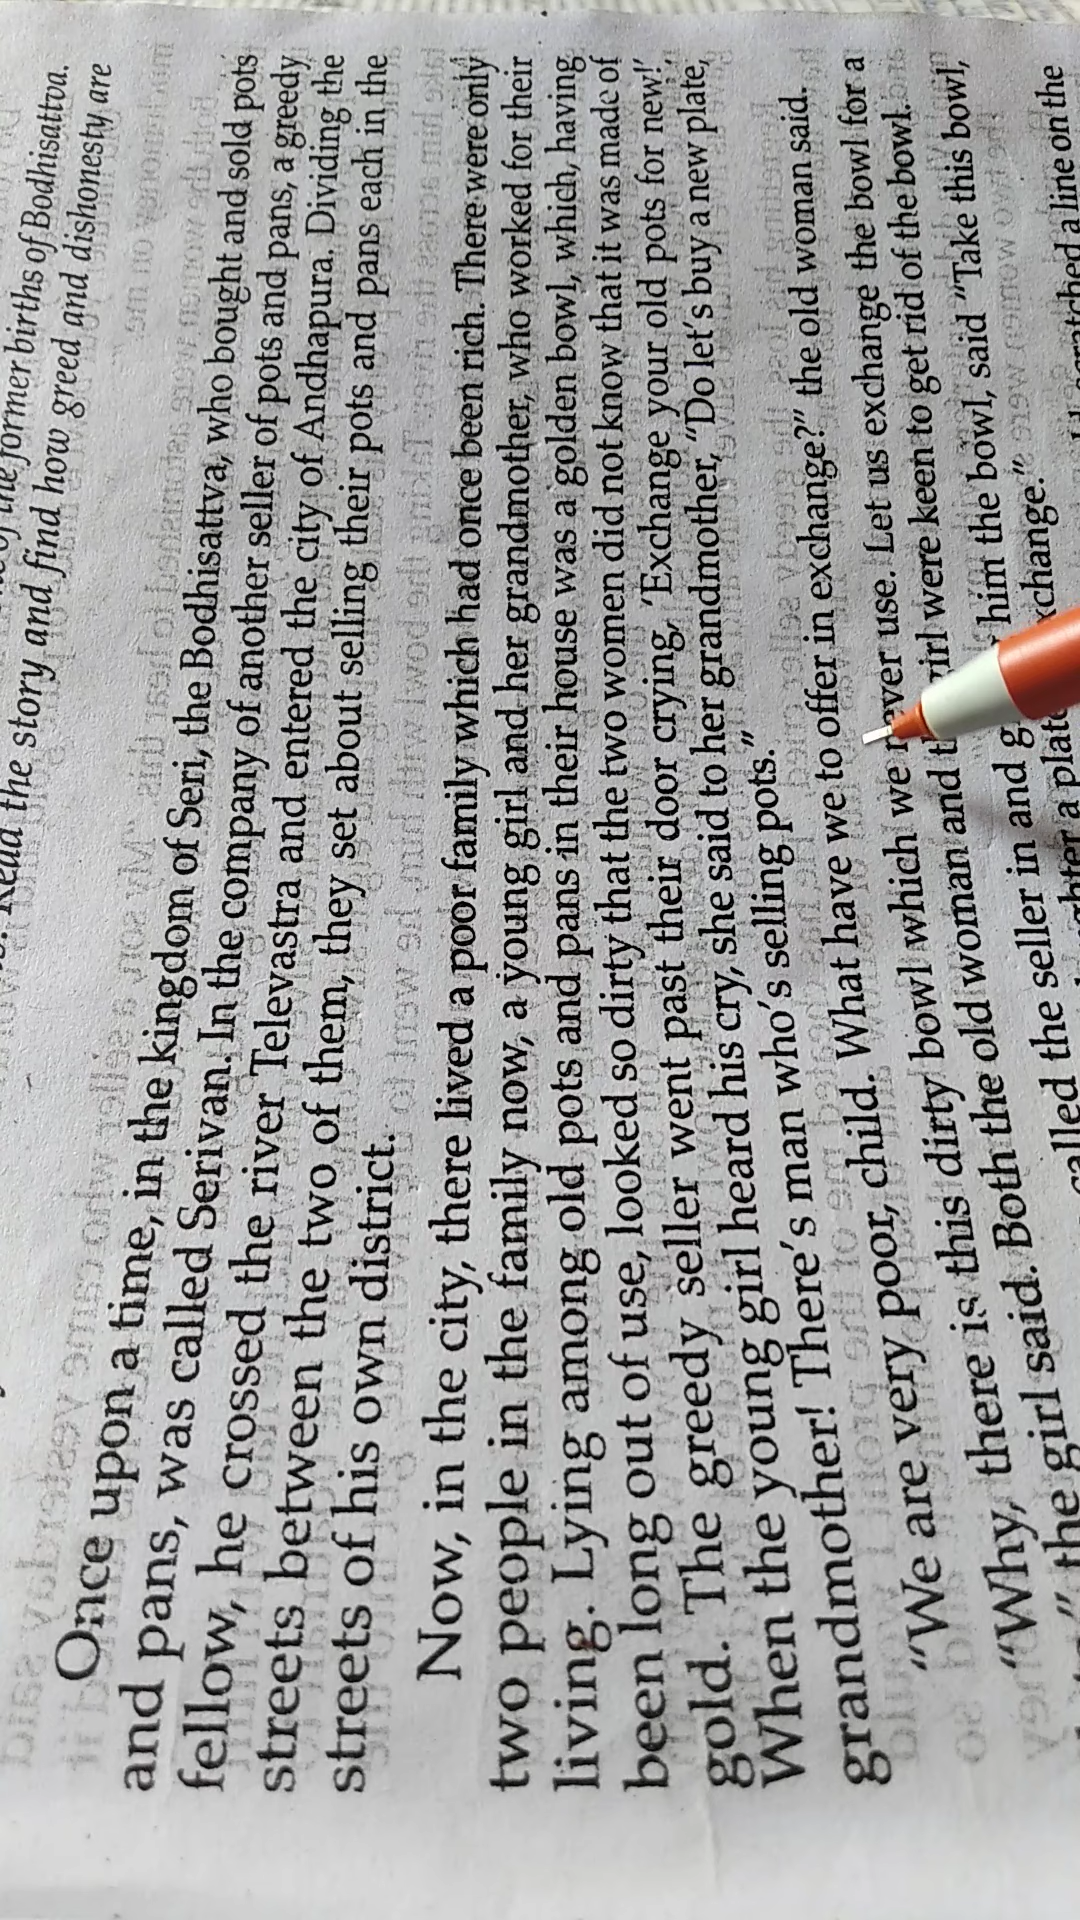 of the former births of Bodhisattva.
Read the story and find how greed and dishonesty are
Once upon a time, in the kingdom of Seri, the Bodhisattva, who bought and sold pots
and pans, was called Serivan. In the company of another seller of pots and pans, a greedy
fellow, he crossed the river Televastra and entered the city of Andhapura. Dividing the
streets between the two of them, they set about selling their pots and pans each in the
streets of his own district.
Now, in the city, there lived a poor family which had once been rich. There were only
two people in the family now, a young girl and her grandmother, who worked for their
living. Lying among old pots and pans in their house was a golden bowl, which, having
been long out of use, looked so dirty that the two women did not know that it was made of
gold. The greedy seller went past their door crying, 'Exchange your old pots for new!'
When the young girl heard his cry, she said to her grandmother, "Do let's buy a new plate,
grandmother! There's man who's selling pots."
"We are very poor, child. What have we to offer in exchange?" the old woman said.
"Why, there is this dirty bowl which we never use. Let us exchange the bowl for a
the girl said. Both the old woman and the girl were keen to get rid of the bowl.
called the seller in and him the bowl, said "Take this bowl,
a plate exchange."
scratched a line on the